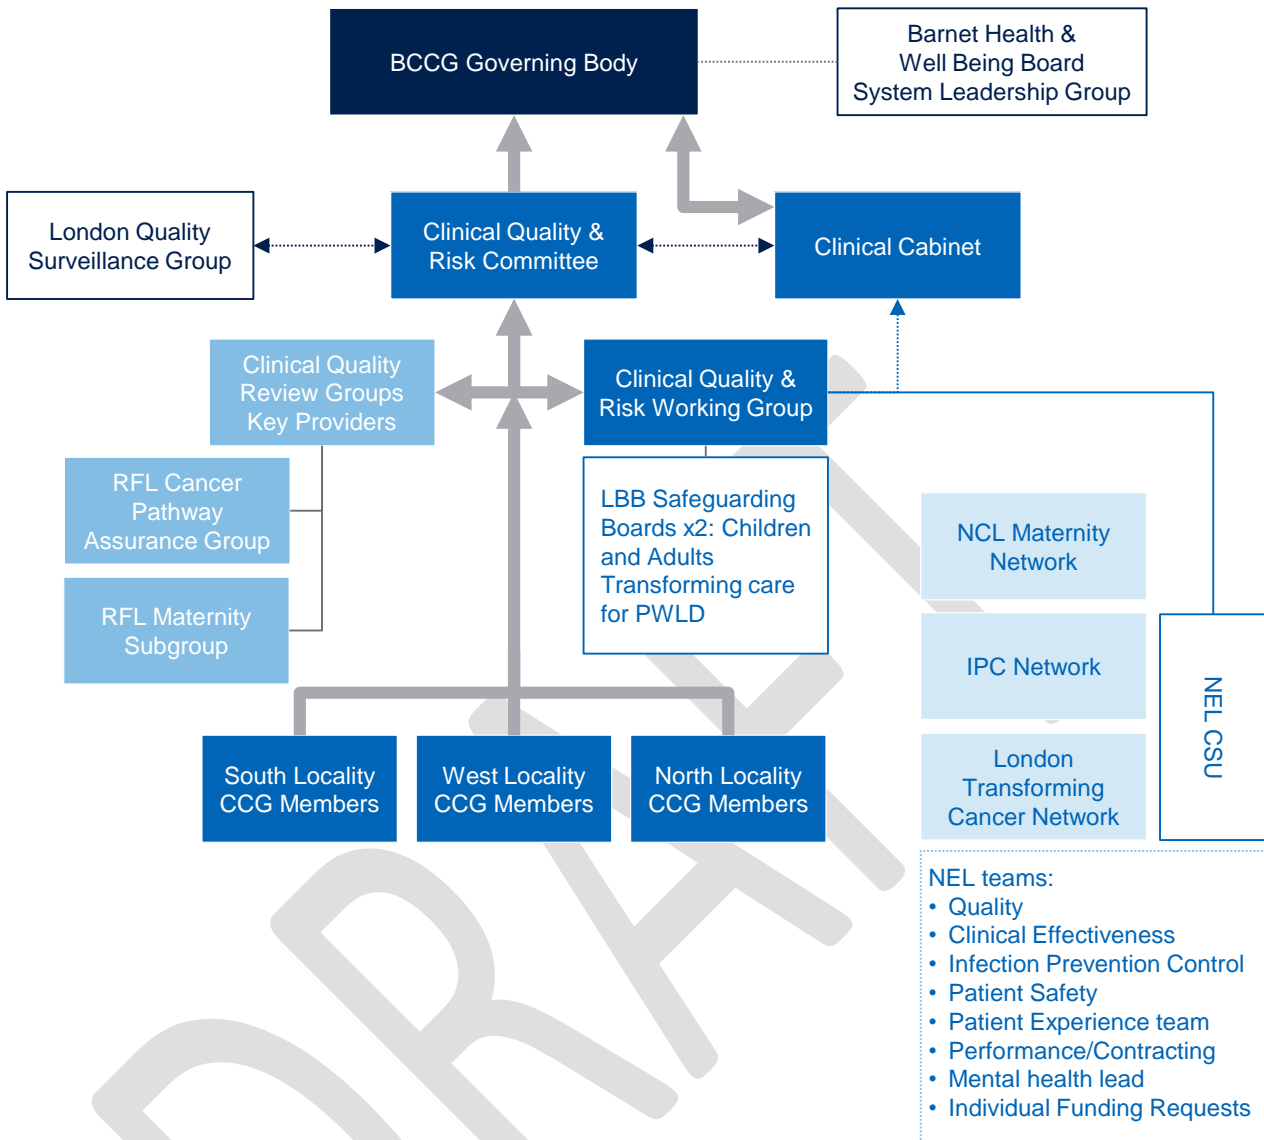 BCCG Governing Body
Barnet Health &
Well Being Board
System Leadership Group
London Quality
Surveillance Group
Clinical Quality &
Risk Committee
Clinical Cabinet
Clinical Quality
Review Groups
Key Providers
Clinical Quality &
Risk Working Group
RFL Cancer
Pathway
Assurance Group
RFL Maternity
Subgroup
LBB Safeguarding
Boards x2: Children
and Adults
Transforming care
for PWLD
NCL Maternity
Network
IPC Network
London
Transforming
Cancer Network
NEL CSU
South Locality
CCG Members
West Locality
CCG Members
North Locality
CCG Members
NEL teams:
• Quality
• Clinical Effectiveness
• Infection Prevention Control
• Patient Safety
• Patient Experience team
• Performance/Contracting
• Mental health lead
• Individual Funding Requests
DRAFT